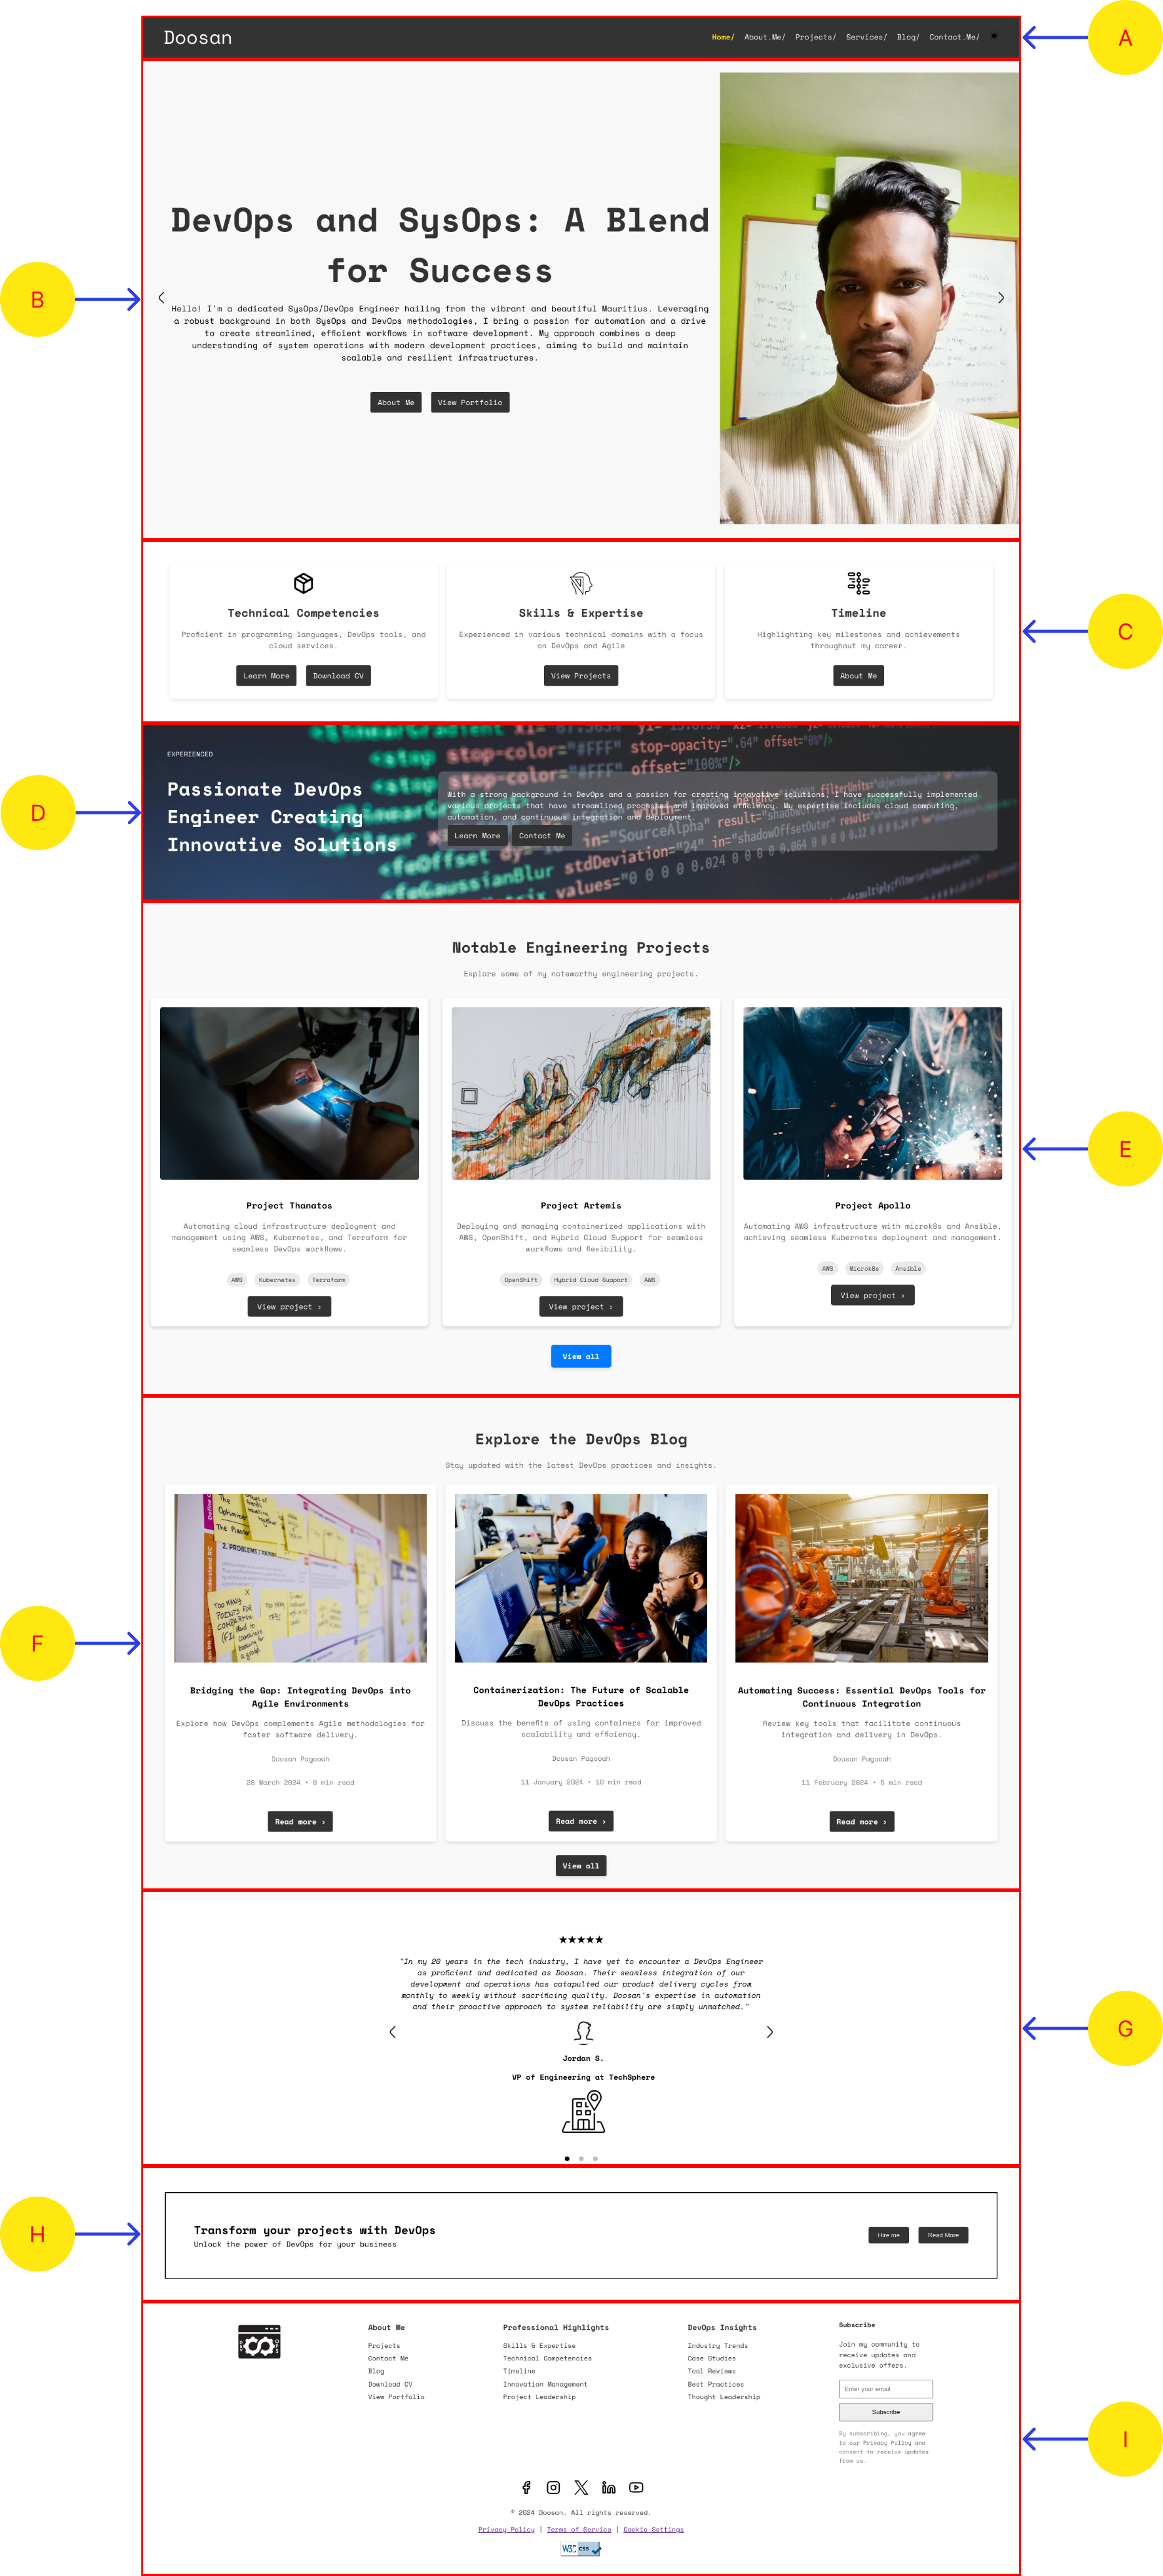 Doosan
Home/ About.Me/ Projects/ Services/ Blog/ Contact.Me/
A
DevOps and SysOps: A Blend
for Success
Hello! I'm a dedicated SysOps/DevOps Engineer hailing from the vibrant and beautiful Mauritius. Leveraging
a robust background in both SysOps and DevOps methodologies, I bring a passion for automation and a drive
to create streamlined, efficient workflows in software development. My approach combines a deep
understanding of system operations with modern development practices, aiming to build and maintain
scalable and resilient infrastructures.
About Me View Portfolio
B
Technical Competencies
Proficient in programming languages, DevOps tools, and
cloud services.
Learn More Download CV
Skills & Expertise
Experienced in various technical domains with a focus
on DevOps and Agile
View Projects
Timeline
Highlighting key milestones and achievements
throughout my career.
About Me
C
EXPERIENCED
Passionate DevOps
Engineer Creating
Innovative Solutions
With a strong background in DevOps and a passion for creating innovative solutions, I have successfully implemented
various projects that have streamlined processes and improved efficiency. My expertise includes cloud computing,
automation, and continuous integration and deployment.
Learn More Contact Me
D
Notable Engineering Projects
Explore some of my noteworthy engineering projects.
Project Thanatos
Automating cloud infrastructure deployment and
management using AWS, Kubernetes, and Terraform for
seamless DevOps workflows.
AWS Kubernetes Terraform
View project ›
Project Artemis
Deploying and managing containerized applications with
AWS, OpenShift, and Hybrid Cloud Support for seamless
workflows and flexibility.
OpenShift Hybrid Cloud Support AWS
View project ›
Project Apollo
Automating AWS infrastructure with microk8s and Ansible,
achieving seamless Kubernetes deployment and management.
AWS Microk8s Ansible
View project ›
View all
E
Explore the DevOps Blog
Stay updated with the latest DevOps practices and insights.
Bridging the Gap: Integrating DevOps into
Agile Environments
Explore how DevOps complements Agile methodologies for
faster software delivery.
Doosan Pagooah
26 March 2024 • 9 min read
Read more ›
Containerization: The Future of Scalable
DevOps Practices
Discuss the benefits of using containers for improved
scalability and efficiency.
Doosan Pagooah
11 January 2024 • 10 min read
Read more ›
Automating Success: Essential DevOps Tools for
Continuous Integration
Review key tools that facilitate continuous
integration and delivery in DevOps.
Doosan Pagooah
11 February 2024 • 5 min read
Read more ›
View all
F
★★★★★
"In my 20 years in the tech industry, I have yet to encounter a DevOps Engineer
as proficient and dedicated as Doosan. Their seamless integration of our
development and operations has catapulted our product delivery cycles from
monthly to weekly without sacrificing quality. Doosan's expertise in automation
and their proactive approach to system reliability are simply unmatched."
Jordan S.
VP of Engineering at TechSphere
G
Transform your projects with DevOps
Unlock the power of DevOps for your business
Hire me Read More
H
About Me
Projects
Contact Me
Blog
Download CV
View Portfolio
Professional Highlights
Skills & Expertise
Technical Competencies
Timeline
Innovation Management
Project Leadership
DevOps Insights
Industry Trends
Case Studies
Tool Reviews
Best Practices
Thought Leadership
Subscribe
Join my community to
receive updates and
exclusive offers.
Enter your email
Subscribe
By subscribing, you agree
to our Privacy Policy and
consent to receive updates
from us.
I
© 2024 Doosan. All rights reserved.
Privacy Policy | Terms of Service | Cookie Settings
W3C css